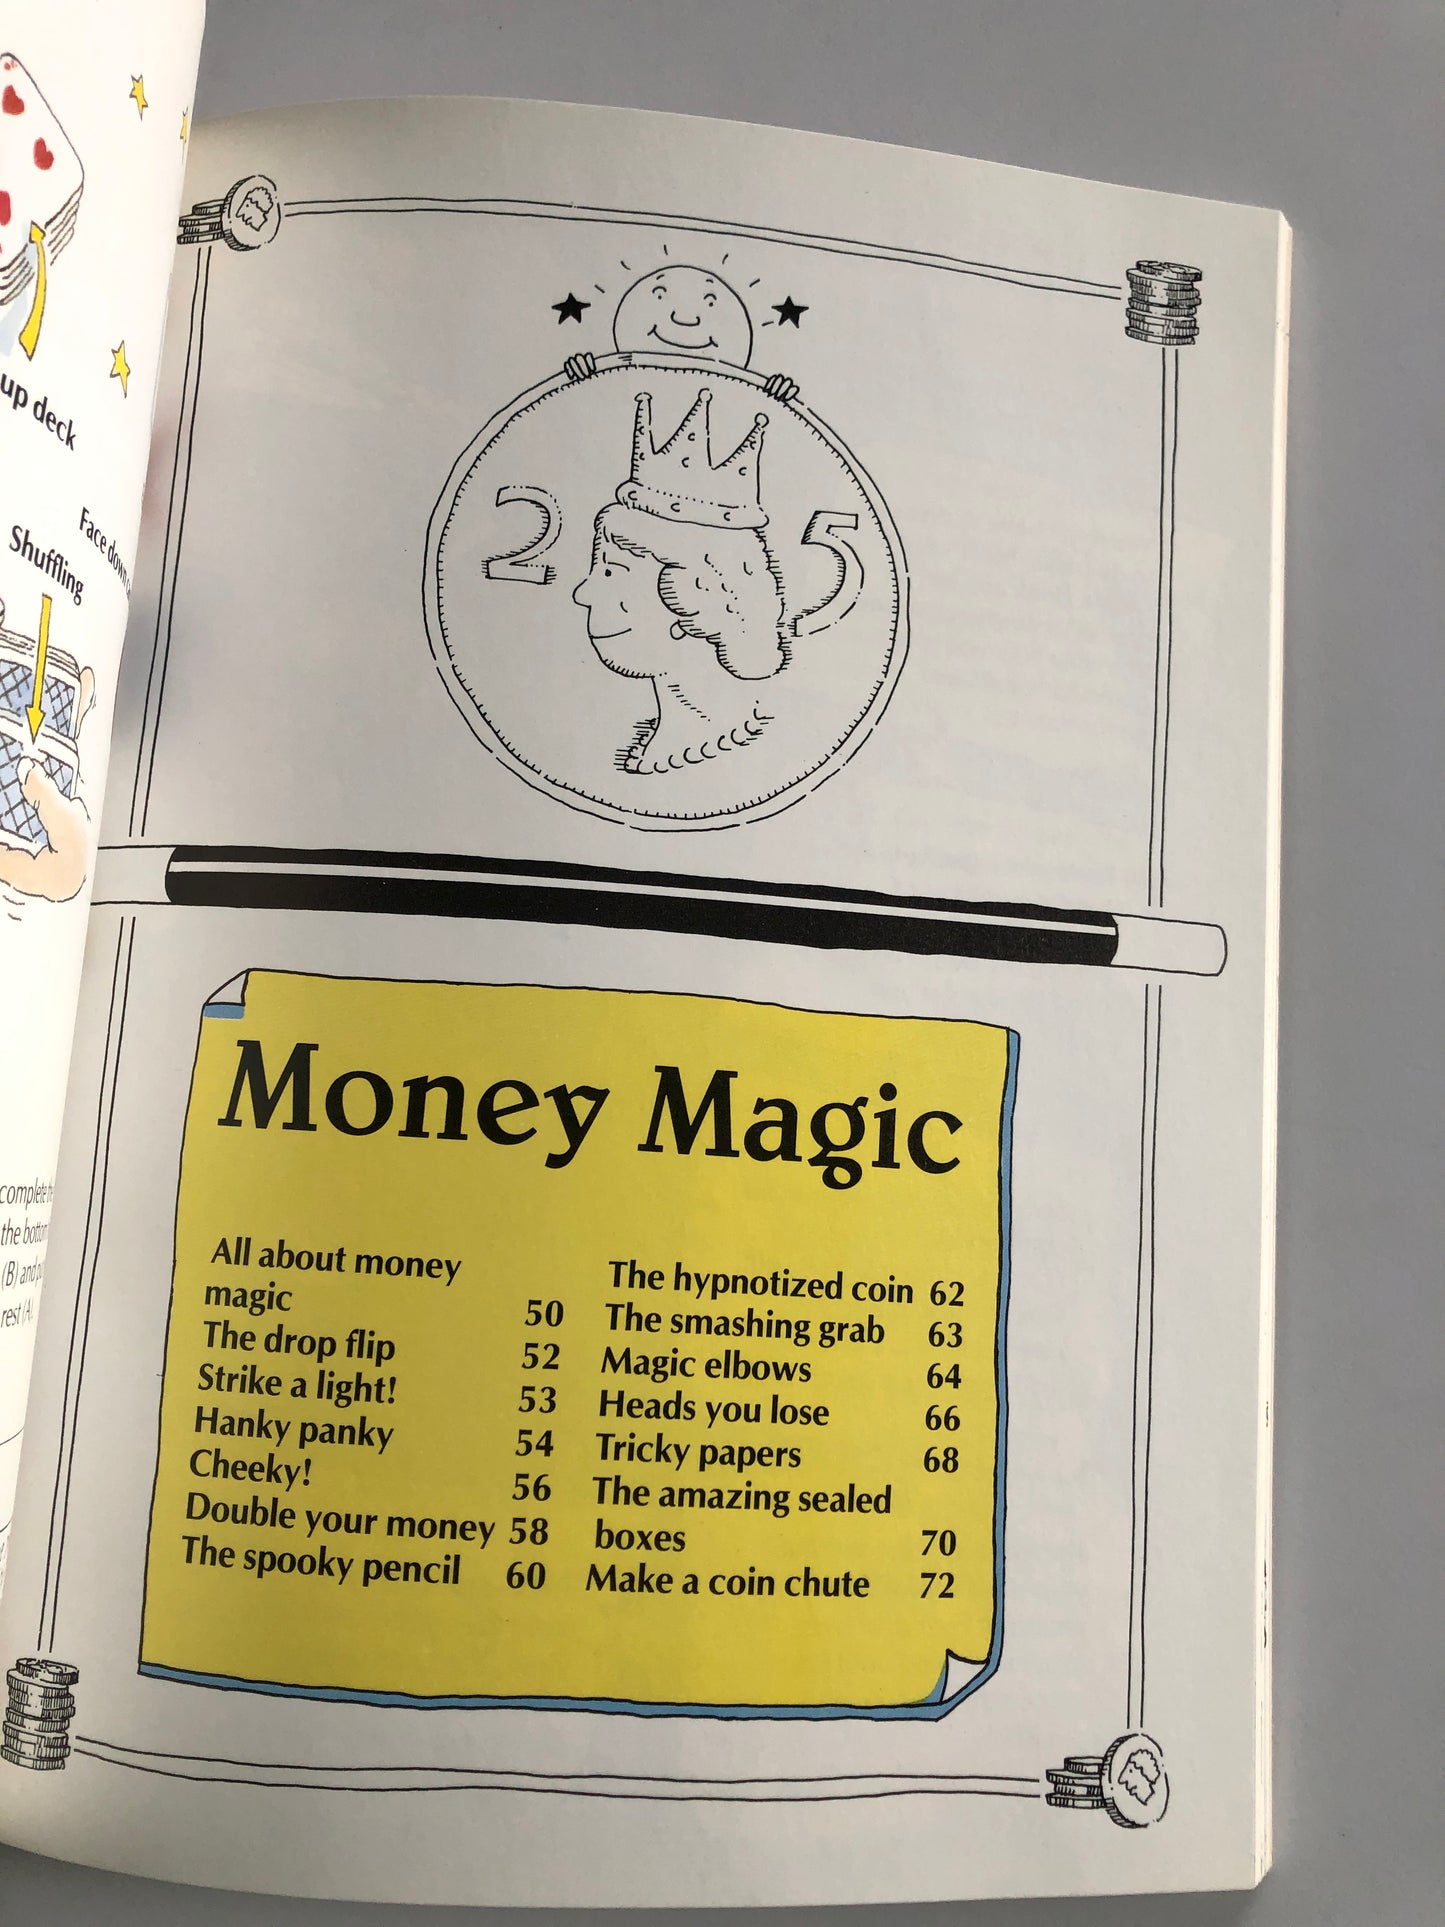 up deck
Face down
Shuffling
complete
the bottom
(B) and
rest (A).
2 5
Money Magic
All about money
magic 50
The drop flip 52
Strike a light! 53
Hanky panky 54
Cheeky! 56
Double your money 58
The spooky pencil 60
The hypnotized coin 62
The smashing grab 63
Magic elbows 64
Heads you lose 66
Tricky papers 68
The amazing sealed
boxes 70
Make a coin chute 72